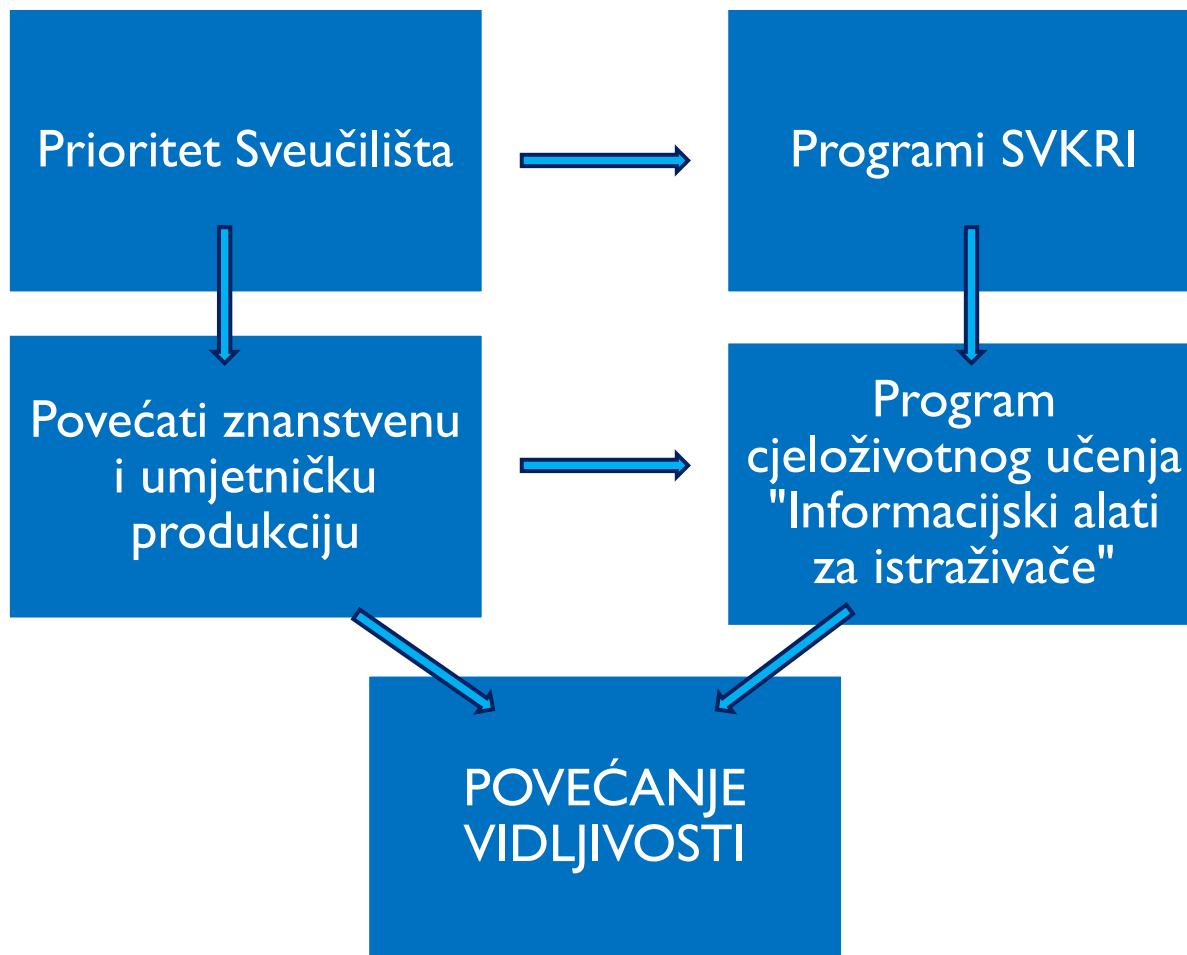 Prioritet Sveučilišta
Programi SVKRI
Povećati znanstvenu
i umjetničku
produkciju
Program
cjeloživotnog učenja
"Informacijski alati
za istraživače"
POVEĆANJE
VIDLJIVOSTI